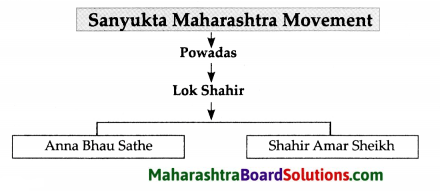 Sanyukta Maharashtra Movement
Powadas
Lok Shahir
Anna Bhau Sathe
Shahir Amar Sheikh
MaharashtraBoardSolutions.com